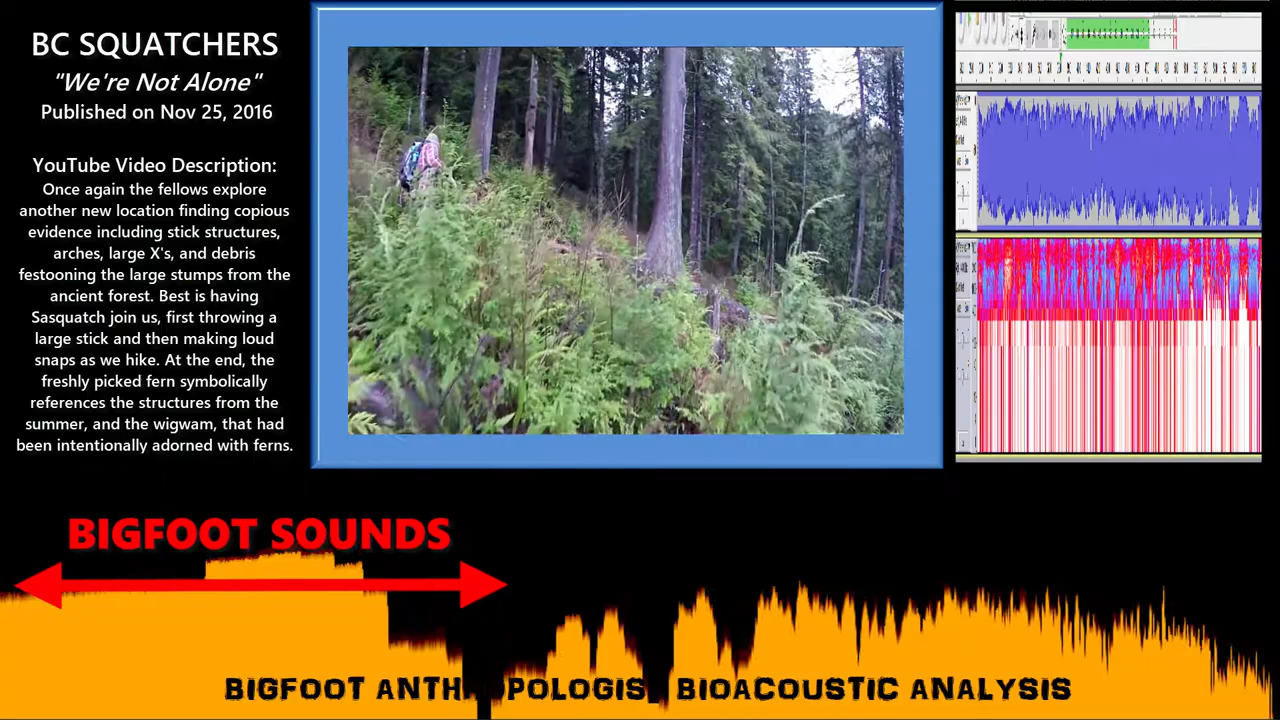 BC SQUATCHERS
"We're Not Alone"
Published on Nov 25, 2016
YouTube Video Description:
Once again the fellows explore
another new location finding copious
evidence including stick structures,
arches, large X's, and debris
festooning the large stumps from the
ancient forest. Best is having
Sasquatch join us, first throwing a
large stick and then making loud
snaps as we hike. At the end, the
freshly picked fern symbolically
references the structures from the
summer, and the wigwam, that had
been intentionally adorned with ferns.
BIGFOOT SOUNDS
BIGFOOT ANTH POLOGIS BIOACOUSTIC ANALYSIS